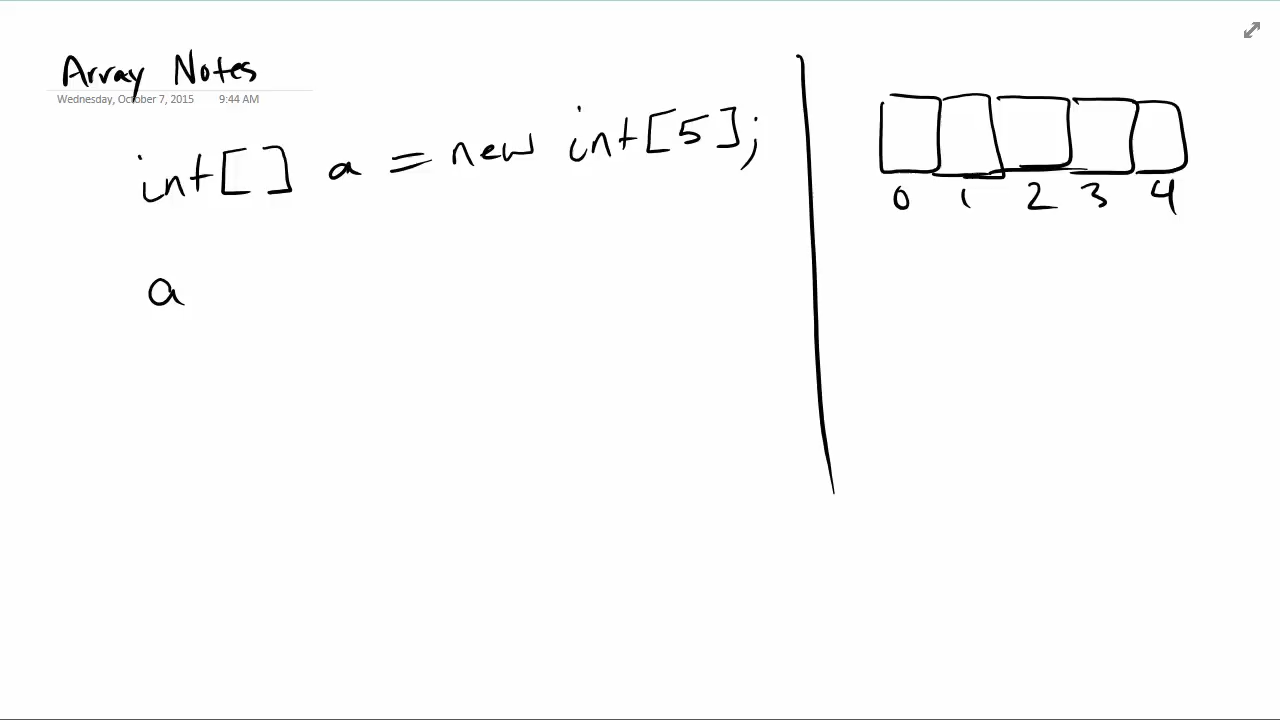 Array Notes
Wednesday, October 7, 2015 9:44 AM
int[] a = new int[5];
a
0 1 2 3 4